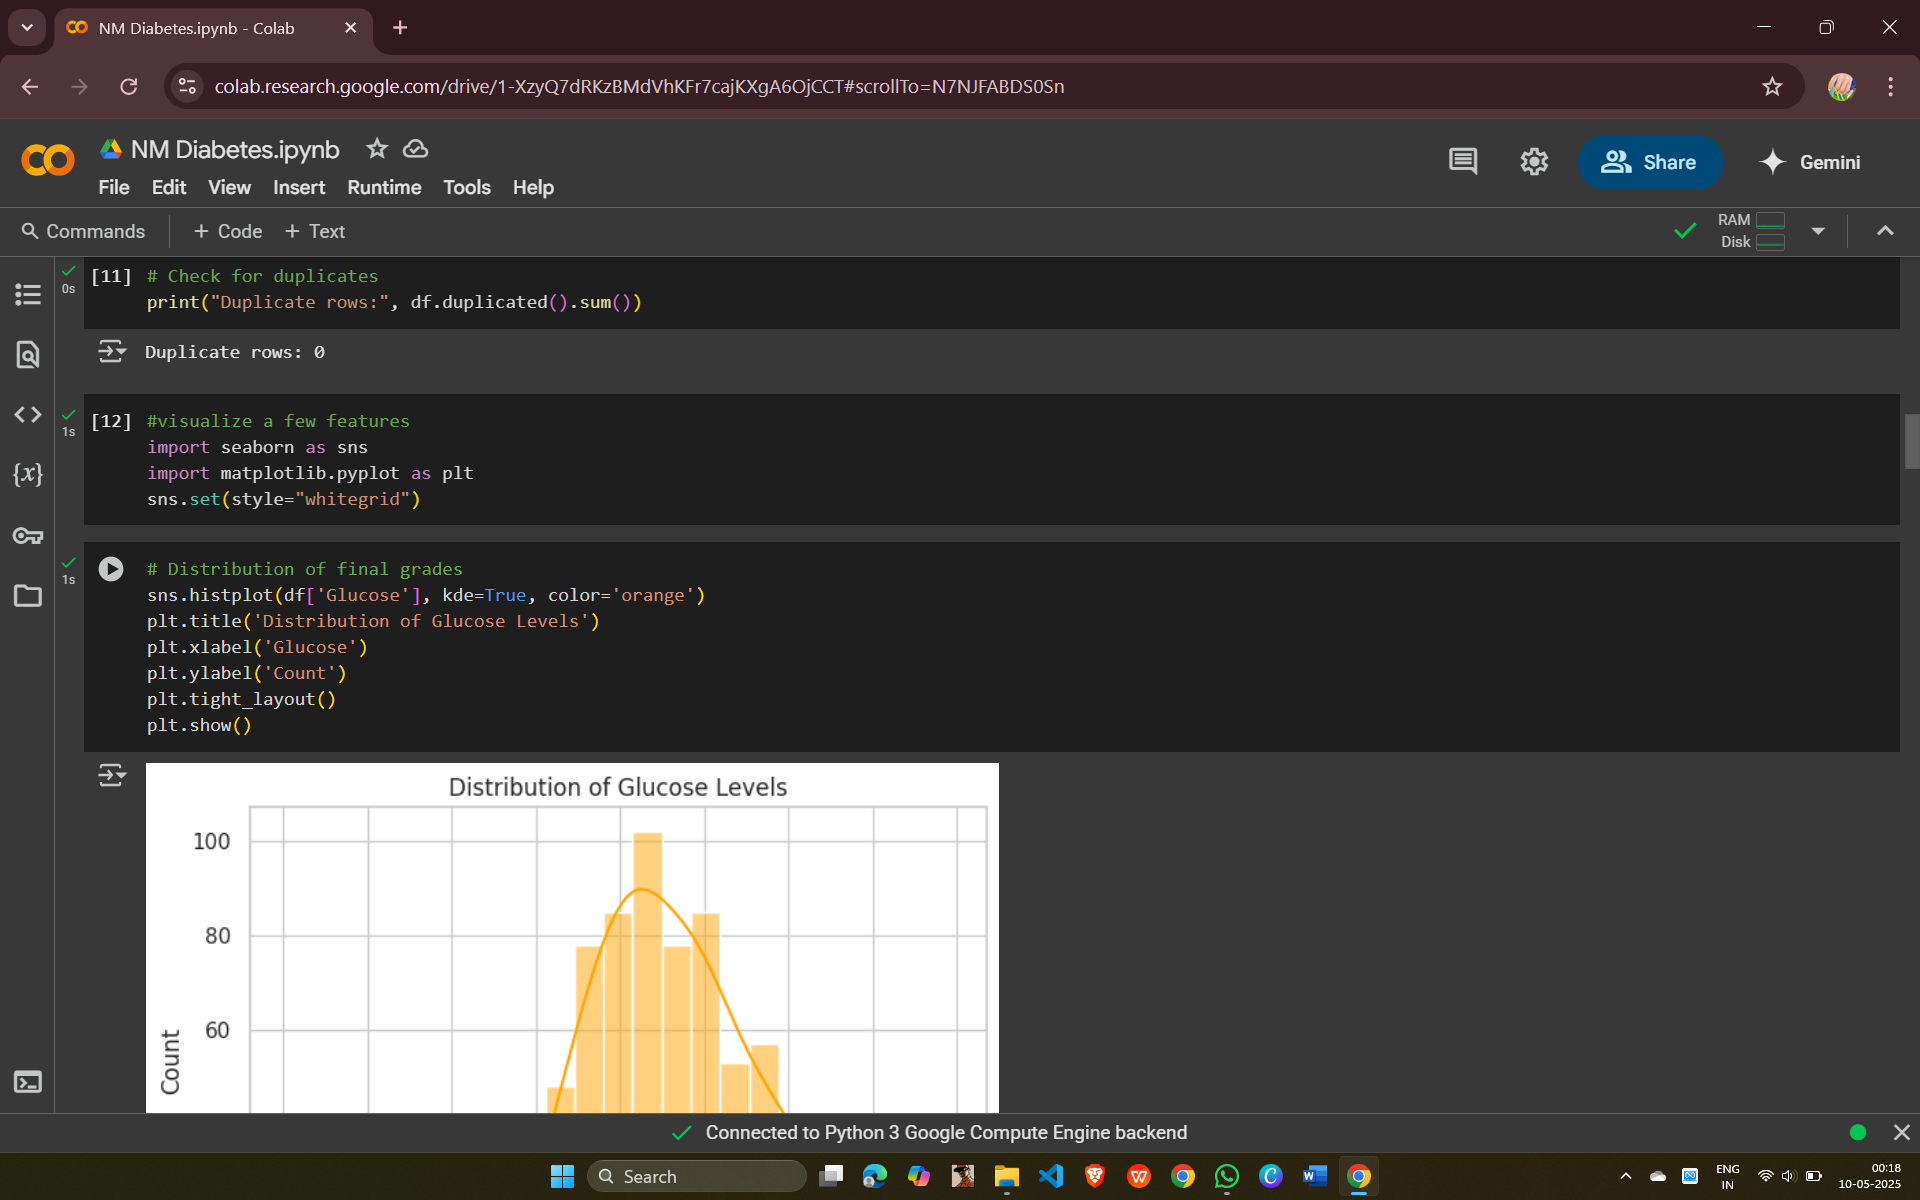 NM Diabetes.ipynb - Colab
colab.research.google.com/drive/1-XzyQ7dRKzBMdVhKFr7cajKXgA6OjCCT#scrollTo=N7NJFABDS0Sn
NM Diabetes.ipynb
File Edit View Insert Runtime Tools Help
Share
Gemini
Commands + Code + Text
RAM
Disk
[11] # Check for duplicates
0s
print("Duplicate rows:", df.duplicated().sum())
Duplicate rows: 0
[12] #visualize a few features
1s
import seaborn as sns
import matplotlib.pyplot as plt
sns.set(style="whitegrid")
# Distribution of final grades
1s
sns.histplot(df['Glucose'], kde=True, color='orange')
plt.title('Distribution of Glucose Levels')
plt.xlabel('Glucose')
plt.ylabel('Count')
plt.tight_layout()
plt.show()
Distribution of Glucose Levels
100
80
60
Count
Connected to Python 3 Google Compute Engine backend
Search
ENG
IN
00:18
10-05-2025